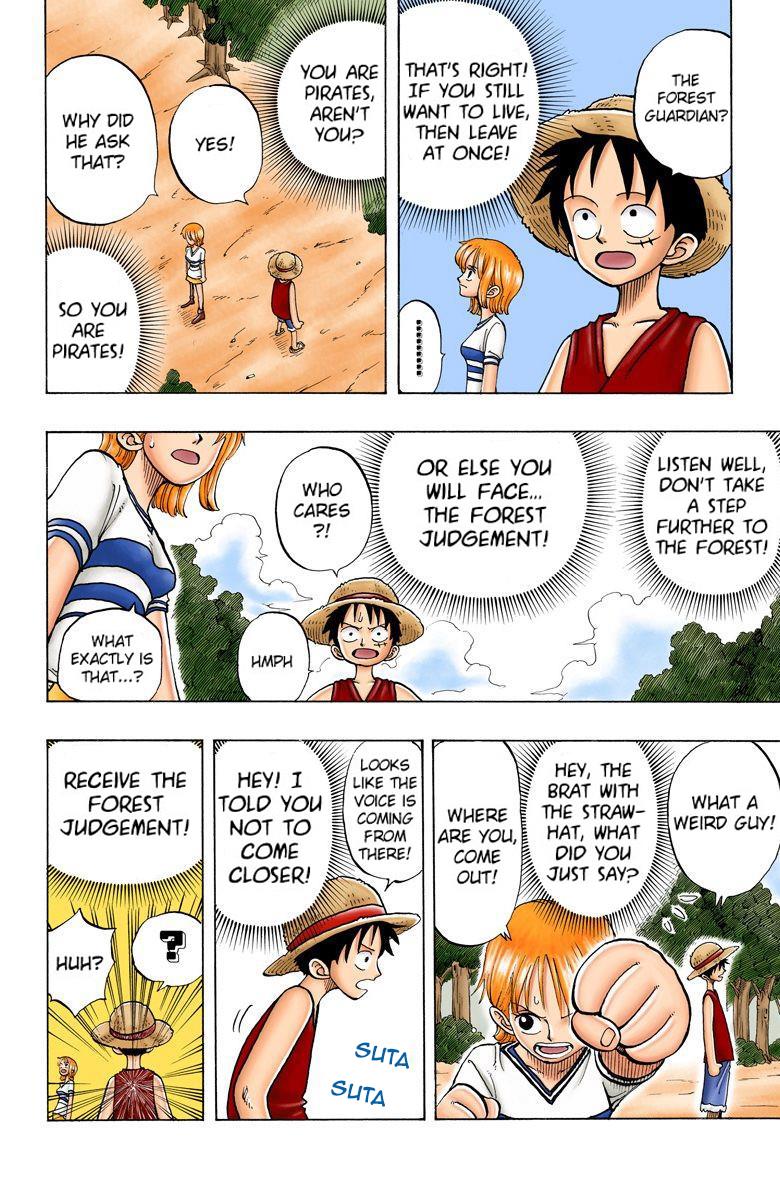 THE
FOREST
GUARDIAN?
THAT'S RIGHT!
IF YOU STILL
WANT TO LIVE,
THEN LEAVE
AT ONCE!
YOU ARE
PIRATES,
AREN'T
YOU?
YES!
WHY DID
HE ASK
THAT?
SO YOU
ARE
PIRATES!
LISTEN WELL,
DON'T TAKE
A STEP
FURTHER TO
THE FOREST!
OR ELSE YOU
WILL FACE...
THE FOREST
JUDGEMENT!
WHO
CARES
?!
HMPH
WHAT
EXACTLY IS
THAT...?
WHAT A
WEIRD GUY!
HEY, THE
BRAT WITH
THE STRAW-
HAT, WHAT
DID YOU
JUST SAY?
WHERE
ARE YOU,
COME
OUT!
LOOKS
LIKE THE
VOICE IS
COMING
FROM
THERE!
HEY! I
TOLD YOU
NOT TO
COME
CLOSER!
SUTA
SUTA
RECEIVE THE
FOREST
JUDGEMENT!
?
HUH?